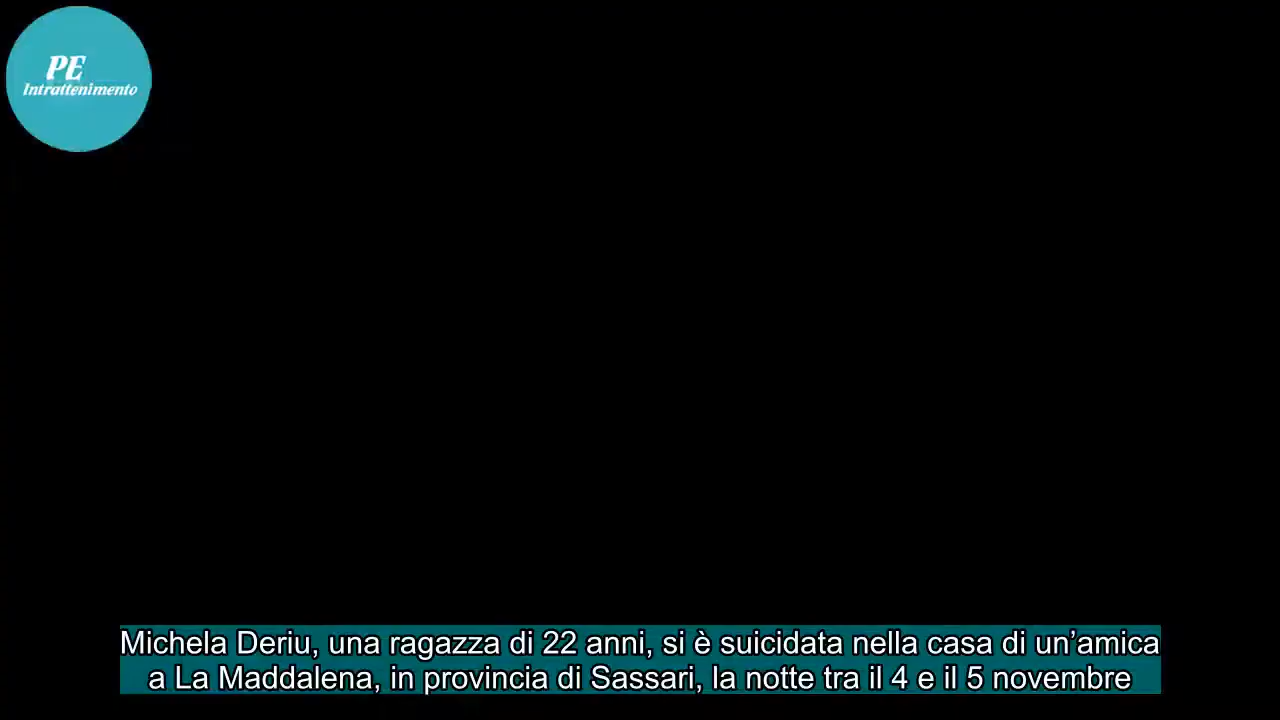 PE
Intrattenimento
Michela Deriu, una ragazza di 22 anni, si è suicidata nella casa di un’amica
a La Maddalena, in provincia di Sassari, la notte tra il 4 e il 5 novembre